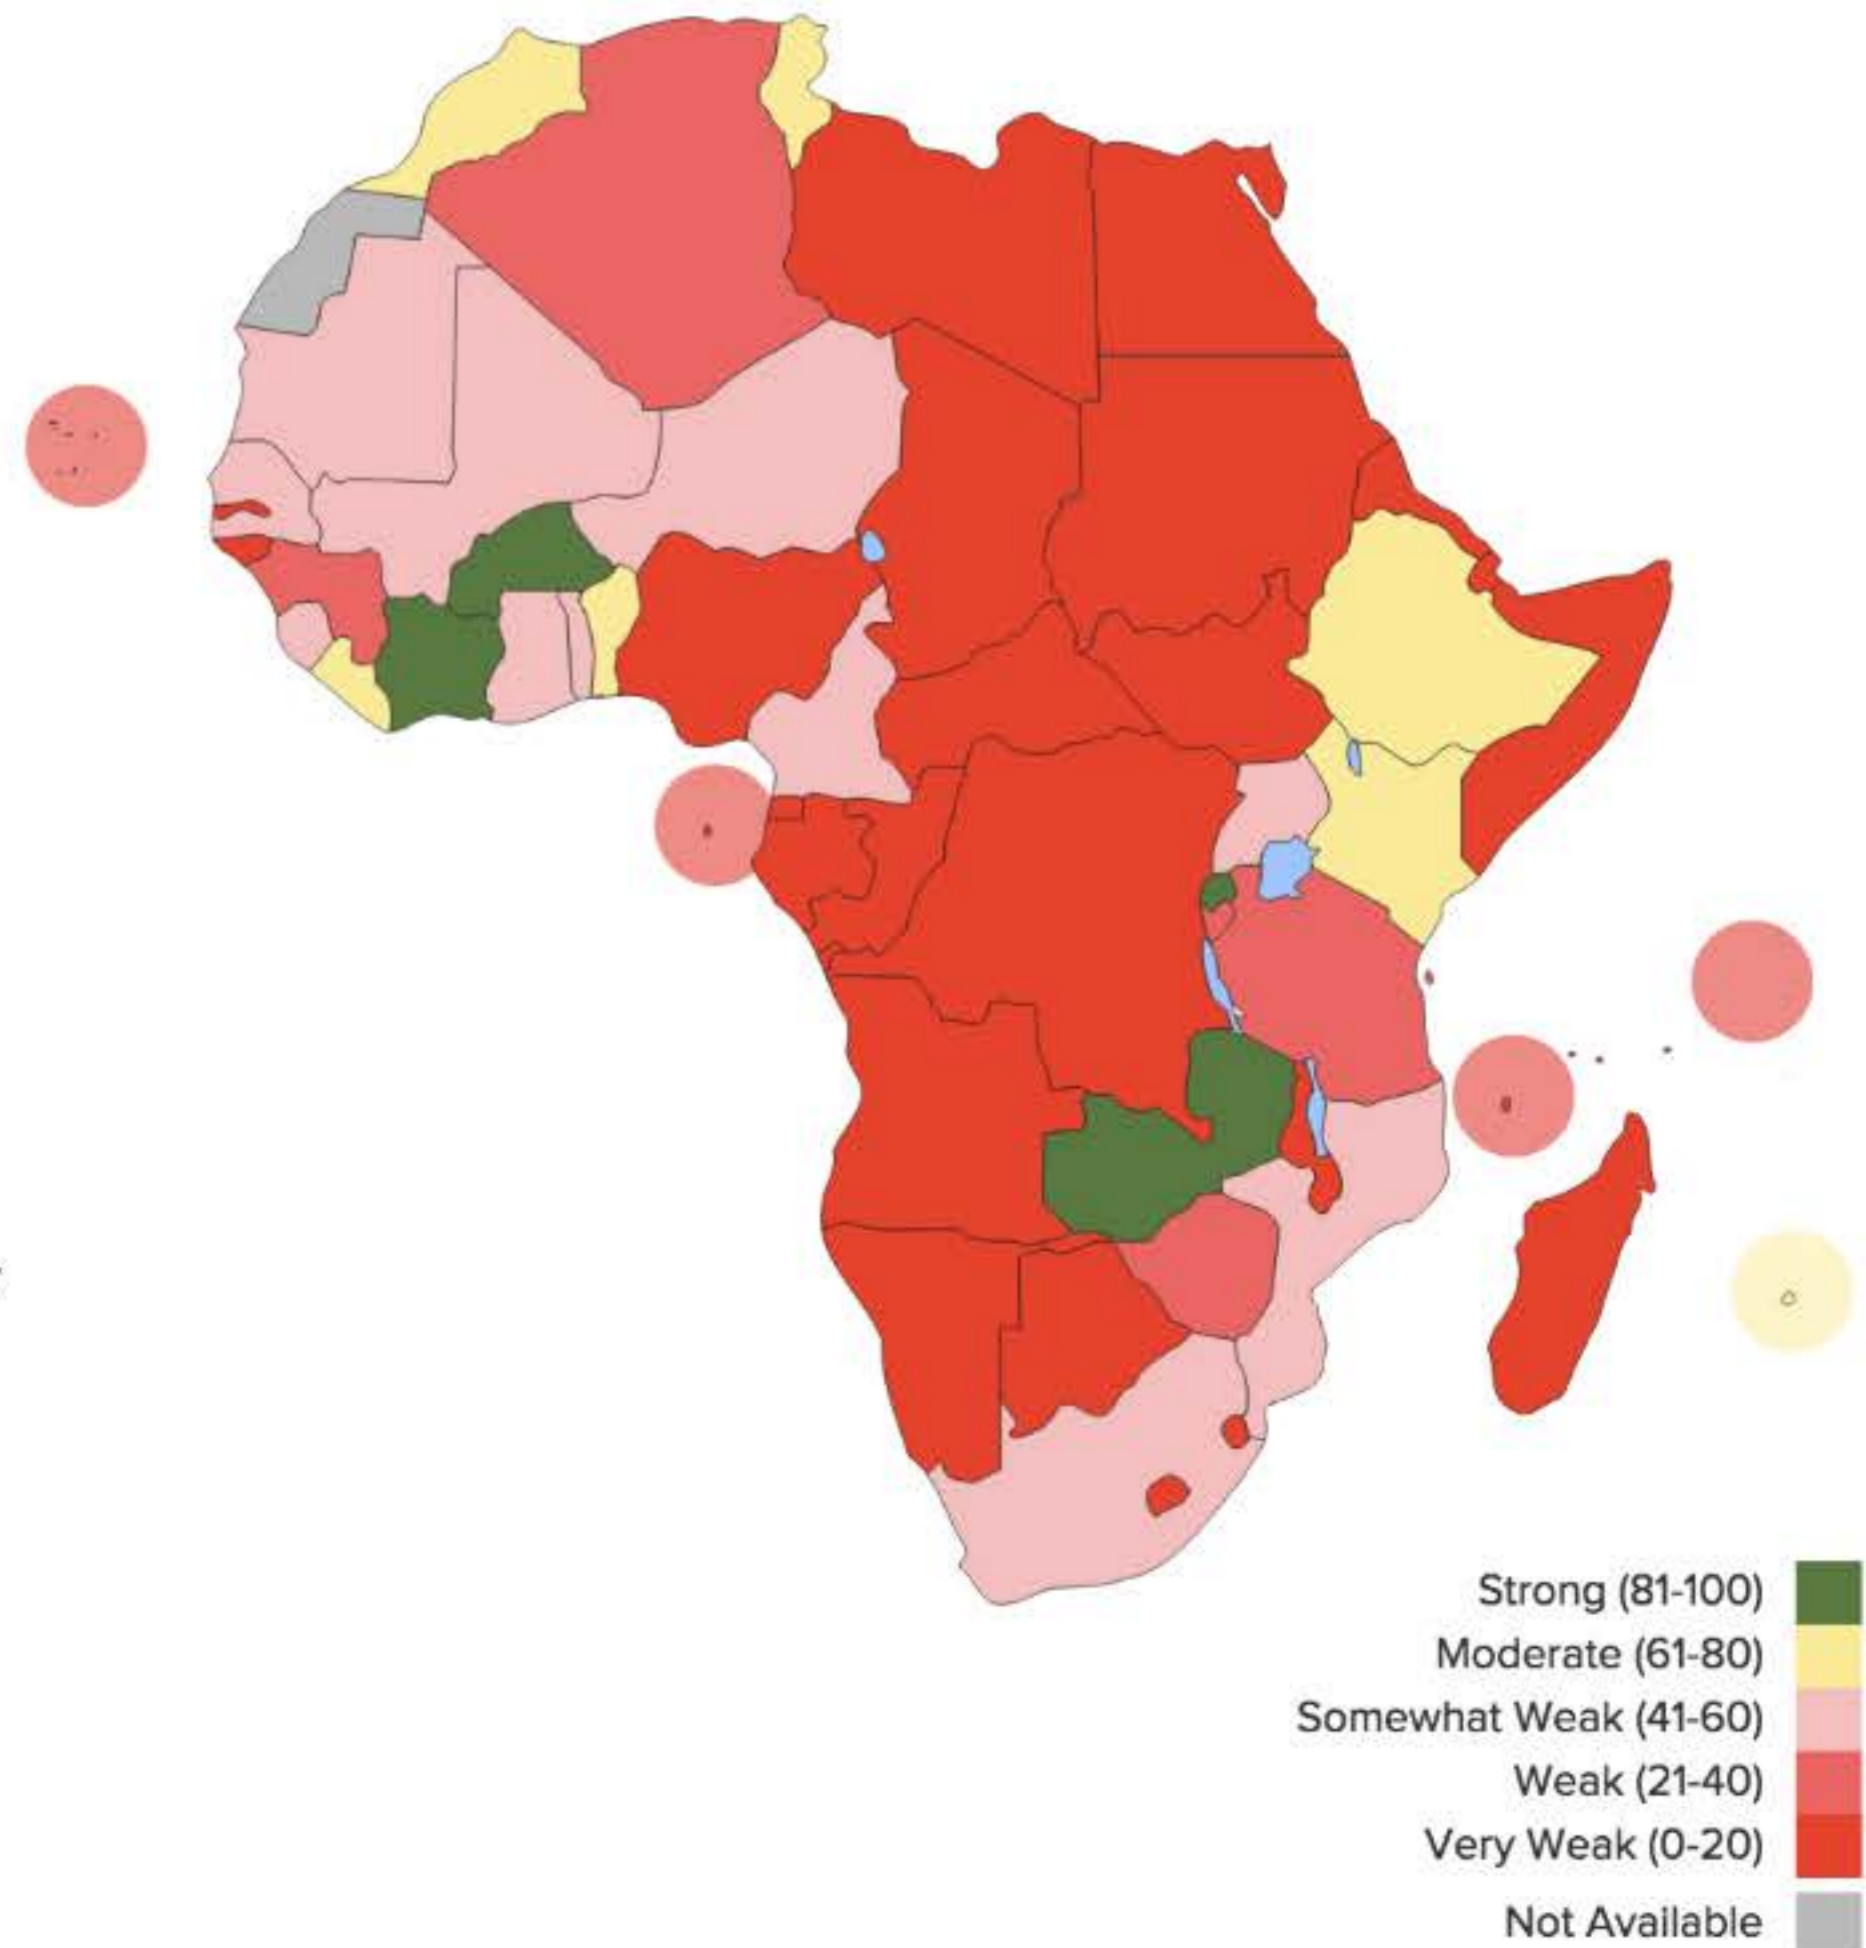 Strong (81-100)
Moderate (61-80)
Somewhat Weak (41-60)
Weak (21-40)
Very Weak (0-20)
Not Available